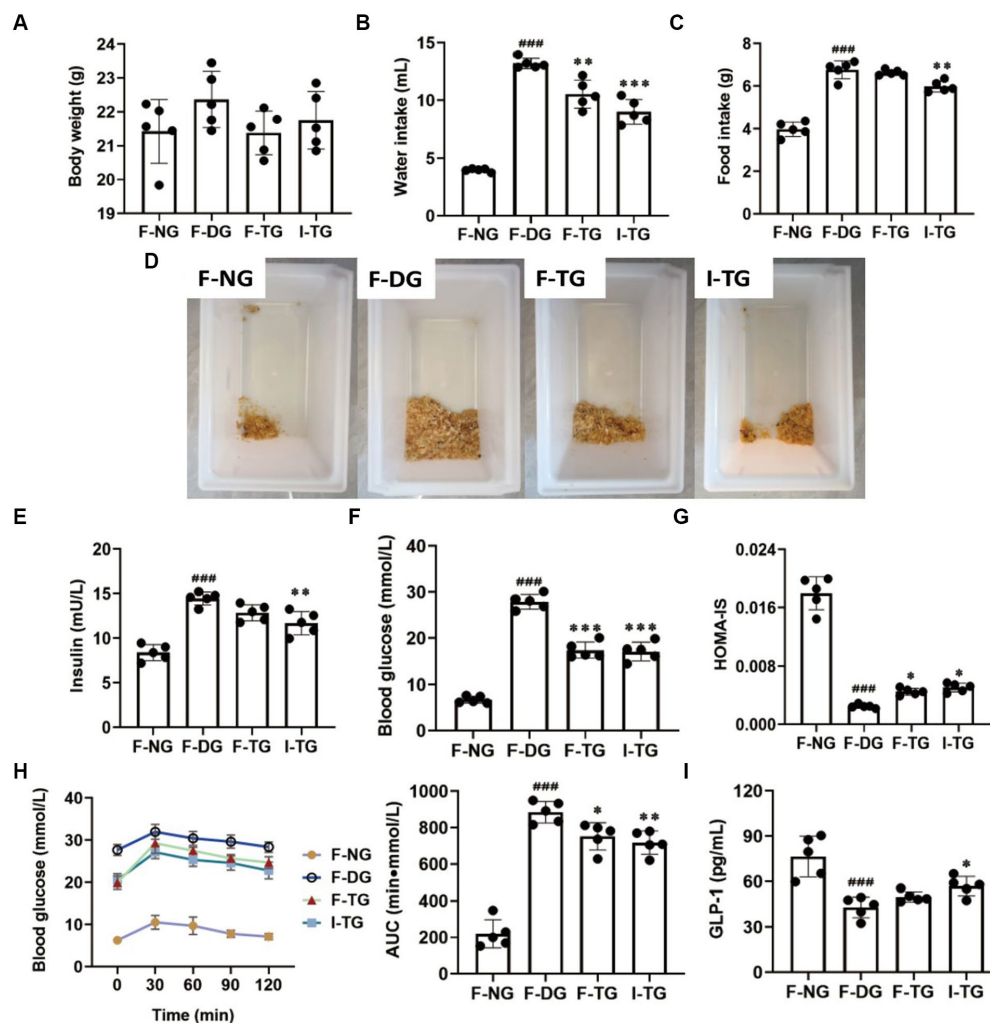 A
Body weight (g)
23
22
21
20
19
24
F-NG F-DG F-TG I-TG
B
Water intake (mL)
15
10
5
0
###
**
***
F-NG F-DG F-TG I-TG
C
Food intake (g)
8
6
4
2
0
###
**
F-NG F-DG F-TG I-TG
D
F-NG F-DG F-TG I-TG
E
Insulin (mU/L)
20
15
10
5
0
###
**
F-NG F-DG F-TG I-TG
F
Blood glucose (mmol/L)
40
30
20
10
0
###
***
***
F-NG F-DG F-TG I-TG
G
HOMA-IS
0.024
0.016
0.008
0.000
###
*
*
F-NG F-DG F-TG I-TG
H
Blood glucose (mmol/L)
40
30
20
10
0
0 30 60 90 120
Time (min)
F-NG
F-DG
F-TG
I-TG
AUC (min•mmol/L)
1000
800
600
400
200
0
###
*
**
F-NG F-DG F-TG I-TG
I
GLP-1 (pg/mL)
120
90
60
30
0
###
*
F-NG F-DG F-TG I-TG